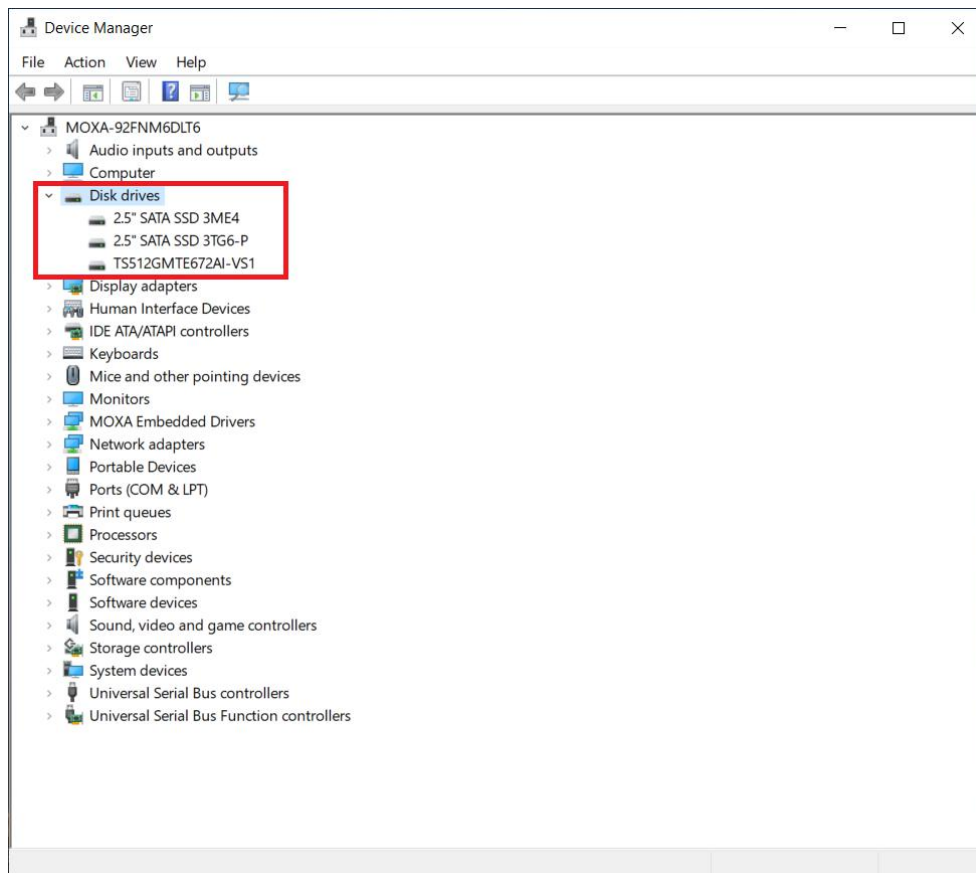 Device Manager
File Action View Help
MOXA-92FNM6DLT6
Audio inputs and outputs
Computer
Disk drives
2.5" SATA SSD 3ME4
2.5" SATA SSD 3TG6-P
TS512GMTE672AI-VS1
Display adapters
Human Interface Devices
IDE ATA/ATAPI controllers
Keyboards
Mice and other pointing devices
Monitors
MOXA Embedded Drivers
Network adapters
Portable Devices
Ports (COM & LPT)
Print queues
Processors
Security devices
Software components
Software devices
Sound, video and game controllers
Storage controllers
System devices
Universal Serial Bus controllers
Universal Serial Bus Function controllers